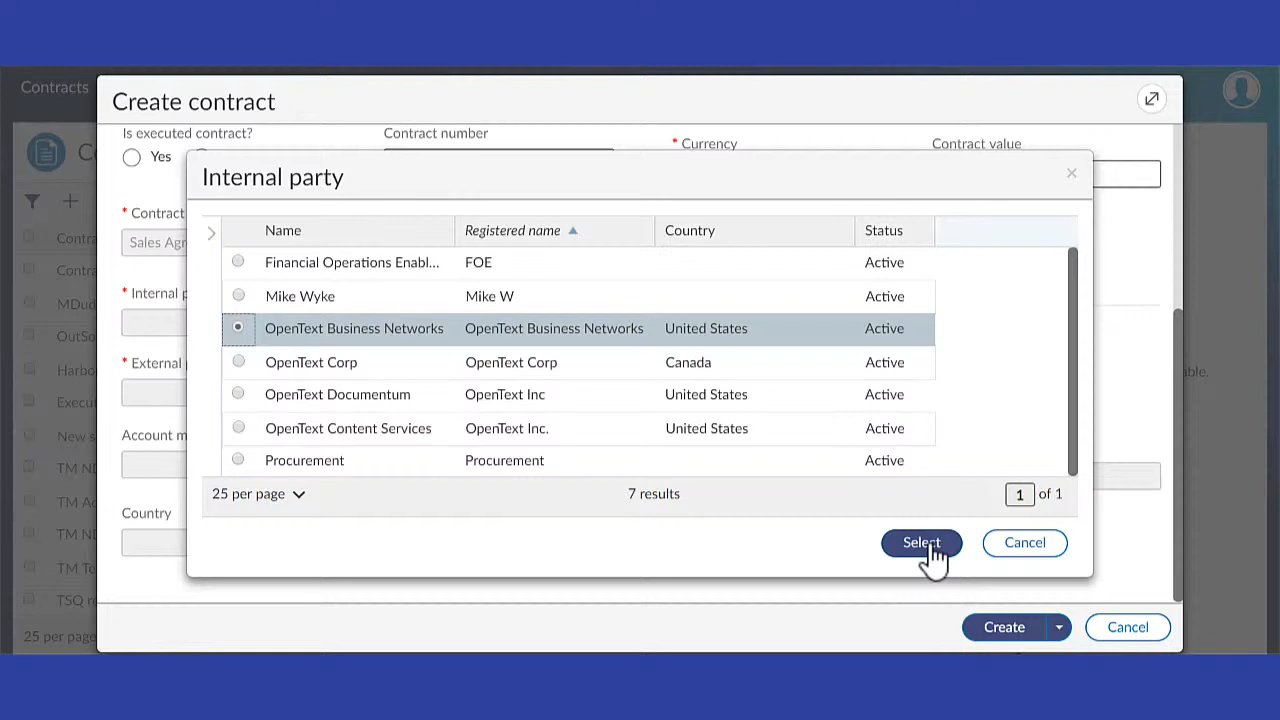 Contracts
Create contract
Is executed contract?
Contract number
* Currency
Contract value
Yes
Internal party
* Contract
Sales Agr
* Internal p
* External
Account m
Country
Name
Registered name
Country
Status
Financial Operations Enabl...
FOE
Active
Mike Wyke
Mike W
Active
OpenText Business Networks
OpenText Business Networks
United States
Active
OpenText Corp
OpenText Corp
Canada
Active
OpenText Documentum
OpenText Inc
United States
Active
OpenText Content Services
OpenText Inc.
United States
Active
Procurement
Procurement
Active
25 per page
7 results
1 of 1
Select
Cancel
Contra
Contra
MDud
OutSo
Harbo
Execu
New s
TM ND
TM Ac
TM ND
TM Te
TSQ r
25 per page
Create
Cancel